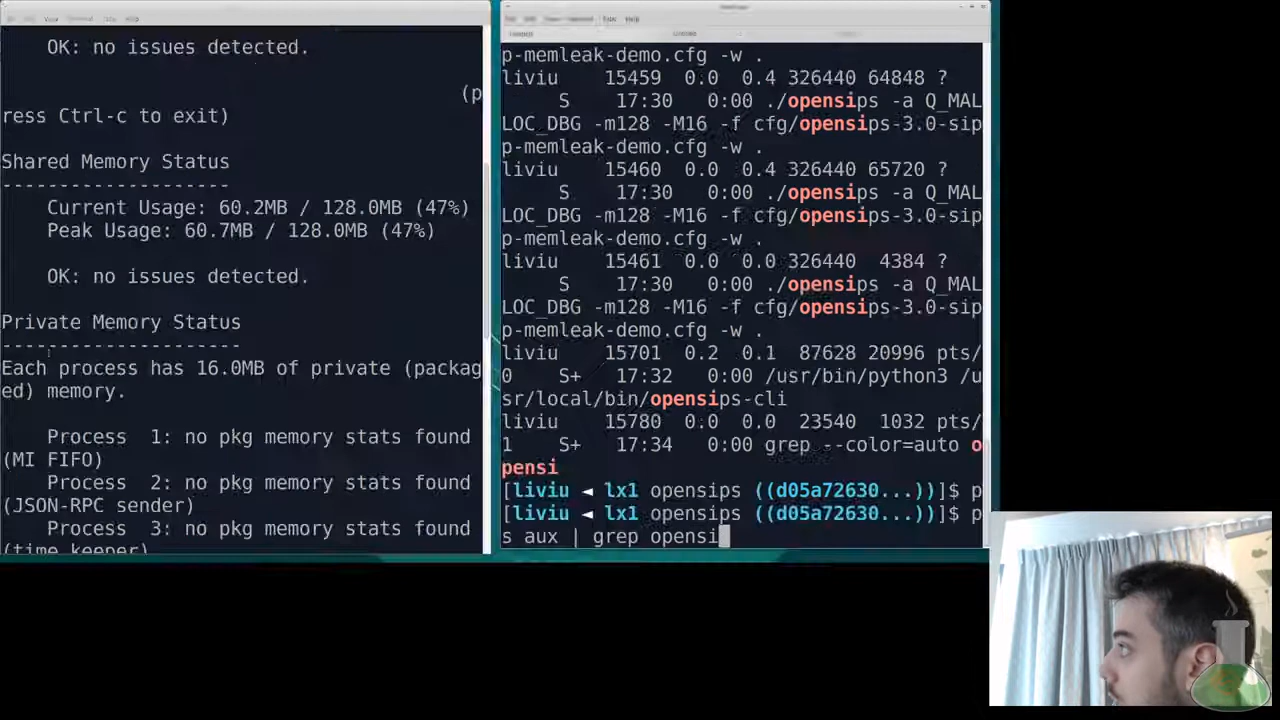 View
Help
OK: no issues detected.
(p
ress Ctrl-c to exit)
Shared Memory Status
--------------------
Current Usage: 60.2MB / 128.0MB (47%)
Peak Usage: 60.7MB / 128.0MB (47%)
OK: no issues detected.
Private Memory Status
---------------------
Each process has 16.0MB of private (packag
ed) memory.
Process  1: no pkg memory stats found
(MI FIFO)
Process  2: no pkg memory stats found
(JSON-RPC sender)
Process  3: no pkg memory stats found
(time keeper)
Tabs Help
p-memleak-demo.cfg -w .
liviu    15459  0.0  0.4 326440 64848 ?
S    17:30   0:00 ./opensips -a Q_MAL
LOC_DBG -m128 -M16 -f cfg/opensips-3.0-sip
p-memleak-demo.cfg -w .
liviu    15460  0.0  0.4 326440 65720 ?
S    17:30   0:00 ./opensips -a Q_MAL
LOC_DBG -m128 -M16 -f cfg/opensips-3.0-sip
p-memleak-demo.cfg -w .
liviu    15461  0.0  0.0 326440  4384 ?
S    17:30   0:00 ./opensips -a Q_MAL
LOC_DBG -m128 -M16 -f cfg/opensips-3.0-sip
p-memleak-demo.cfg -w .
liviu    15701  0.2  0.1  87628 20996 pts/
0    S+   17:32   0:00 /usr/bin/python3 /u
sr/local/bin/opensips-cli
liviu    15780  0.0  0.0  23540  1032 pts/
1    S+   17:34   0:00 grep --color=auto o
pensi
[liviu ◄ lx1 opensips ((d05a72630...))]$ p
[liviu ◄ lx1 opensips ((d05a72630...))]$ p
s aux | grep opensi